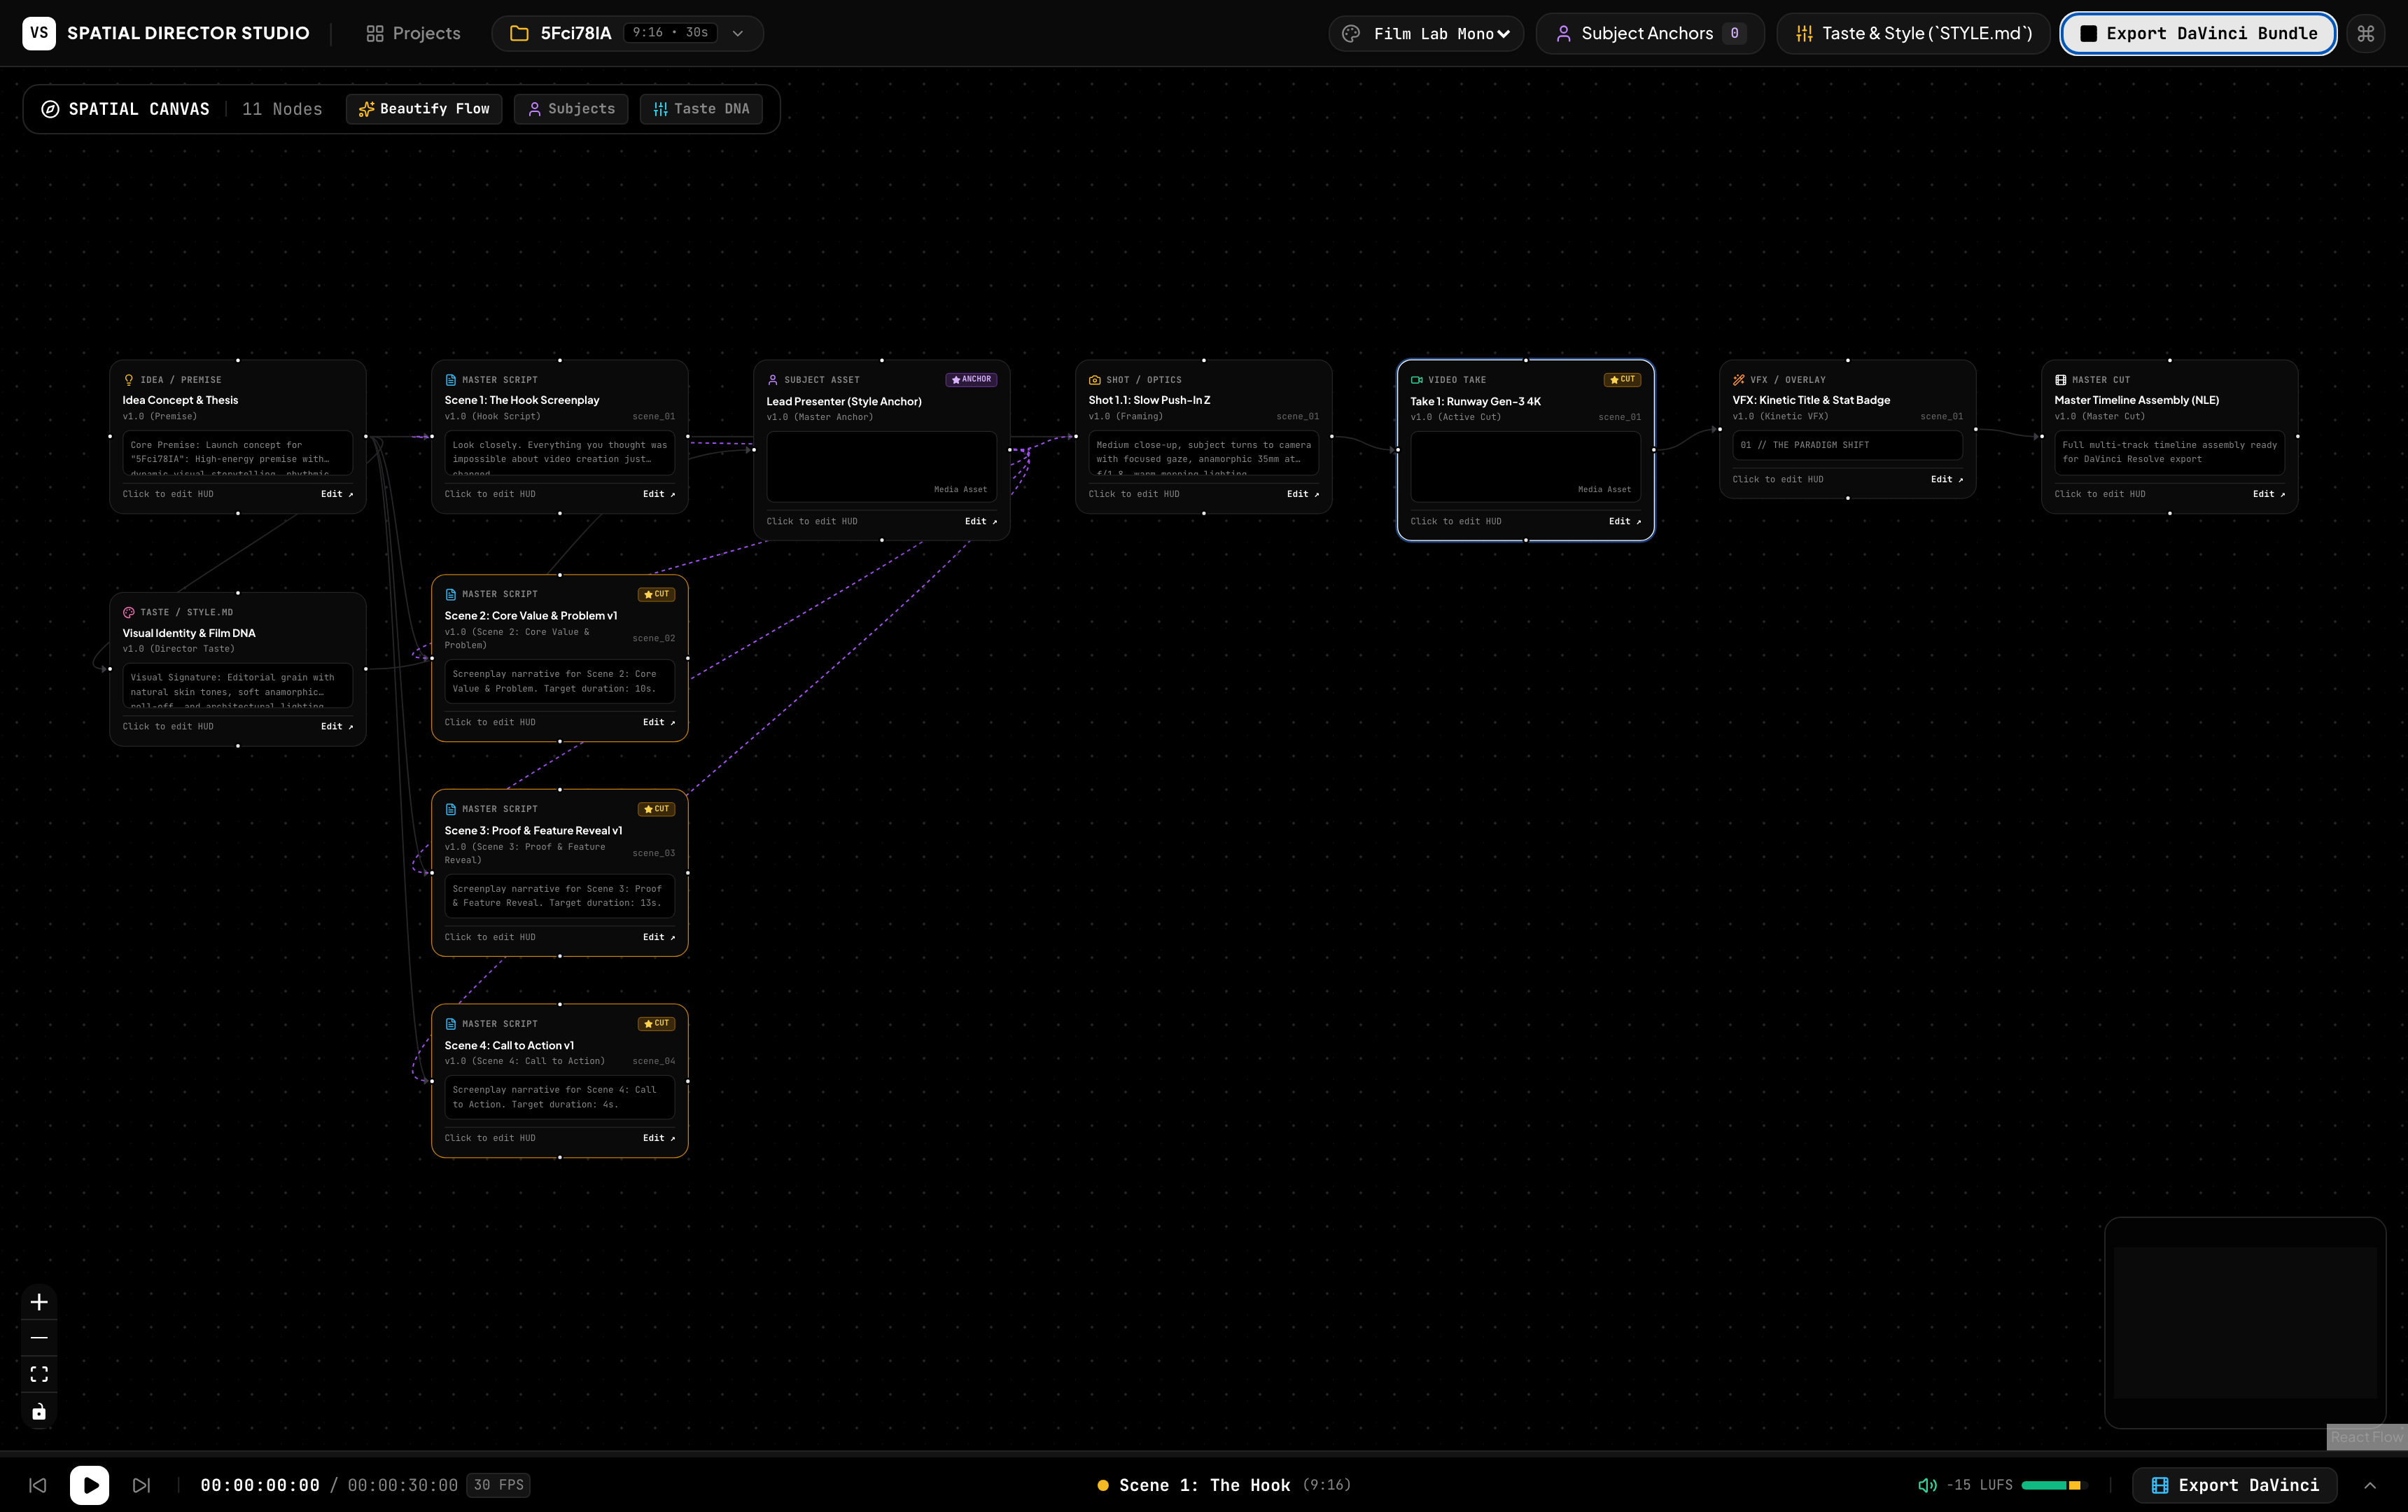 VS SPATIAL DIRECTOR STUDIO Projects 5Fci78IA 9:16 • 30s Film Lab Mono Subject Anchors 0 Taste & Style (`STYLE.md`) Export DaVinci Bundle
SPATIAL CANVAS 11 Nodes Beautify Flow Subjects Taste DNA
IDEA / PREMISE
Idea Concept & Thesis
v1.0 (Premise)
Core Premise: Launch concept for
"5Fci78IA": High-energy premise with…
dynamic visual storytelling, rhythmic
Click to edit HUD Edit ↗
MASTER SCRIPT
Scene 1: The Hook Screenplay
v1.0 (Hook Script) scene_01
Look closely. Everything you thought was
impossible about video creation just…
changed
Click to edit HUD Edit ↗
SUBJECT ASSET ANCHOR
Lead Presenter (Style Anchor)
v1.0 (Master Anchor)
Media Asset
Click to edit HUD Edit ↗
SHOT / OPTICS
Shot 1.1: Slow Push-In Z
v1.0 (Framing) scene_01
Medium close-up, subject turns to camera
with focused gaze, anamorphic 35mm at…
f/1.8, warm morning lighting
Click to edit HUD Edit ↗
VIDEO TAKE CUT
Take 1: Runway Gen-3 4K
v1.0 (Active Cut) scene_01
Media Asset
Click to edit HUD Edit ↗
VFX / OVERLAY
VFX: Kinetic Title & Stat Badge
v1.0 (Kinetic VFX) scene_01
01 // THE PARADIGM SHIFT
Click to edit HUD Edit ↗
MASTER CUT
Master Timeline Assembly (NLE)
v1.0 (Master Cut)
Full multi-track timeline assembly ready
for DaVinci Resolve export
Click to edit HUD Edit ↗
TASTE / STYLE.MD
Visual Identity & Film DNA
v1.0 (Director Taste)
Visual Signature: Editorial grain with
natural skin tones, soft anamorphic…
roll-off, and architectural lighting
Click to edit HUD Edit ↗
MASTER SCRIPT CUT
Scene 2: Core Value & Problem v1
v1.0 (Scene 2: Core Value &
Problem) scene_02
Screenplay narrative for Scene 2: Core
Value & Problem. Target duration: 10s.
Click to edit HUD Edit ↗
MASTER SCRIPT CUT
Scene 3: Proof & Feature Reveal v1
v1.0 (Scene 3: Proof & Feature
Reveal) scene_03
Screenplay narrative for Scene 3: Proof
& Feature Reveal. Target duration: 13s.
Click to edit HUD Edit ↗
MASTER SCRIPT CUT
Scene 4: Call to Action v1
v1.0 (Scene 4: Call to Action) scene_04
Screenplay narrative for Scene 4: Call
to Action. Target duration: 4s.
Click to edit HUD Edit ↗
React Flow
00:00:00:00 / 00:00:30:00 30 FPS Scene 1: The Hook (9:16) -15 LUFS Export DaVinci